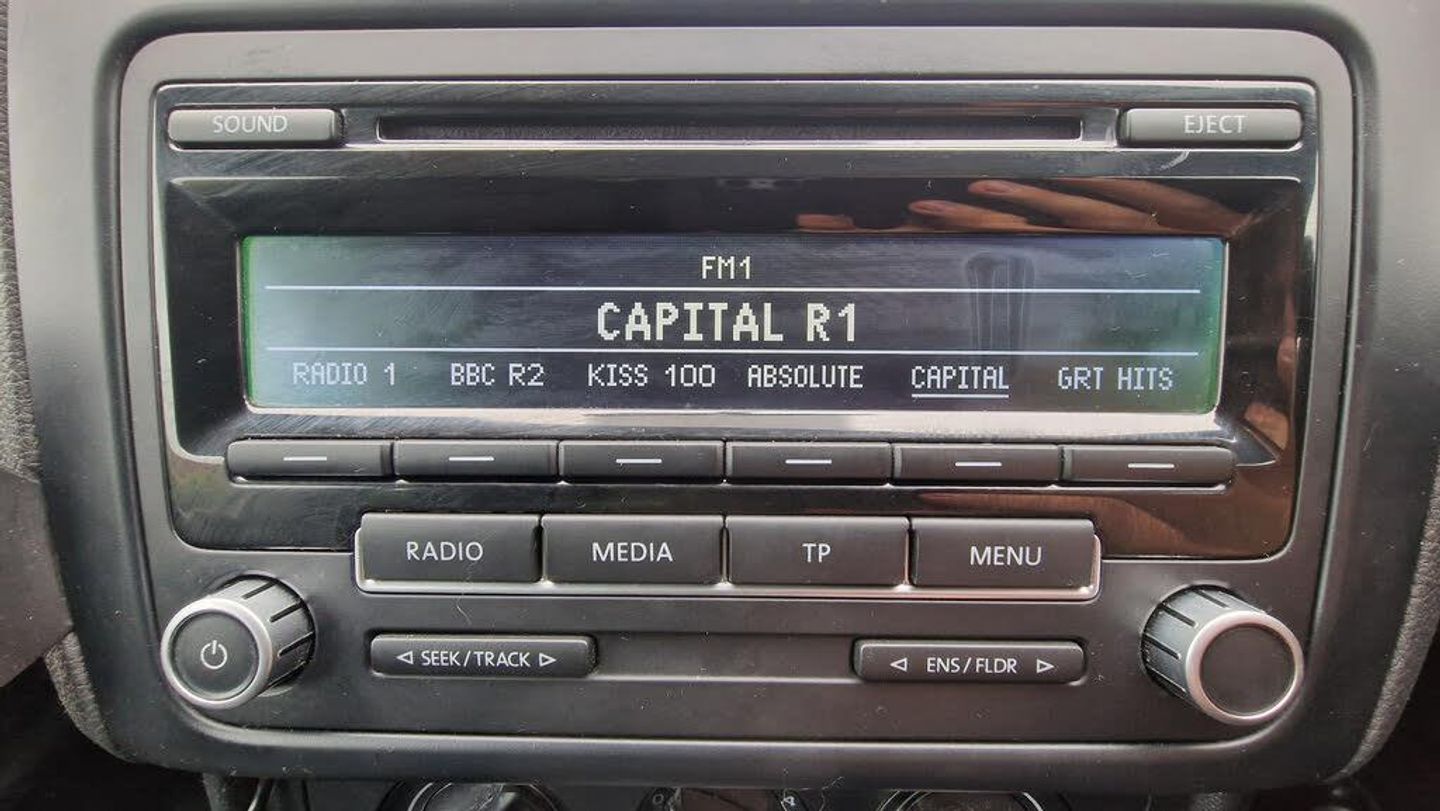 SOUND EJECT
FM1
CAPITAL R1
RADIO 1 BBC R2 KISS 100 ABSOLUTE CAPITAL GRT HITS
RADIO MEDIA TP MENU
SEEK/TRACK ENS/FLDR